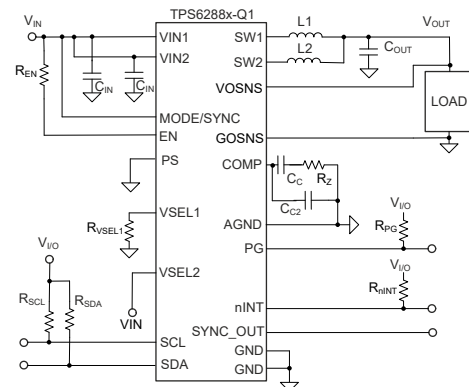 TPS6288x-Q1
VIN
VIN1
VIN2
REN
CIN
CIN
MODE/SYNC
EN
PS
VSEL1
RVSEL1
VI/O
VSEL2
RSCL
RSDA
VIN
SCL
SDA
SW1
L1
VOUT
L2
SW2
COUT
VOSNS
LOAD
GOSNS
COMP
CC
RZ
CC2
AGND
VI/O
RPG
PG
VI/O
RnINT
nINT
SYNC_OUT
GND
GND